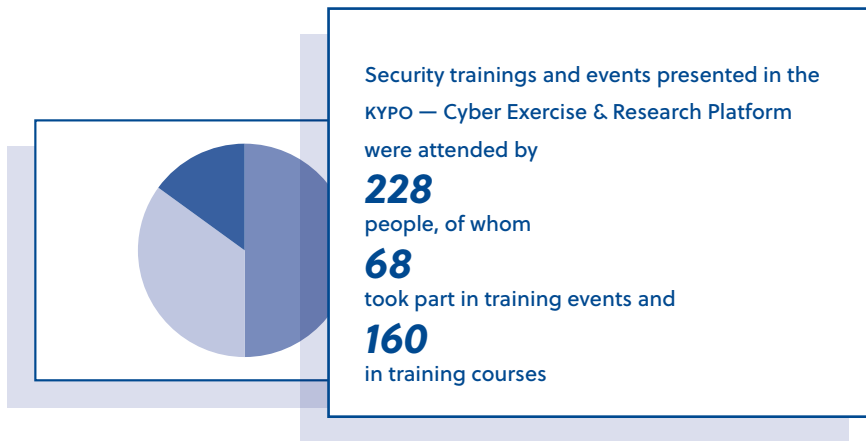 Security trainings and events presented in the
KYPO — Cyber Exercise & Research Platform
were attended by
228
people, of whom
68
took part in training events and
160
in training courses